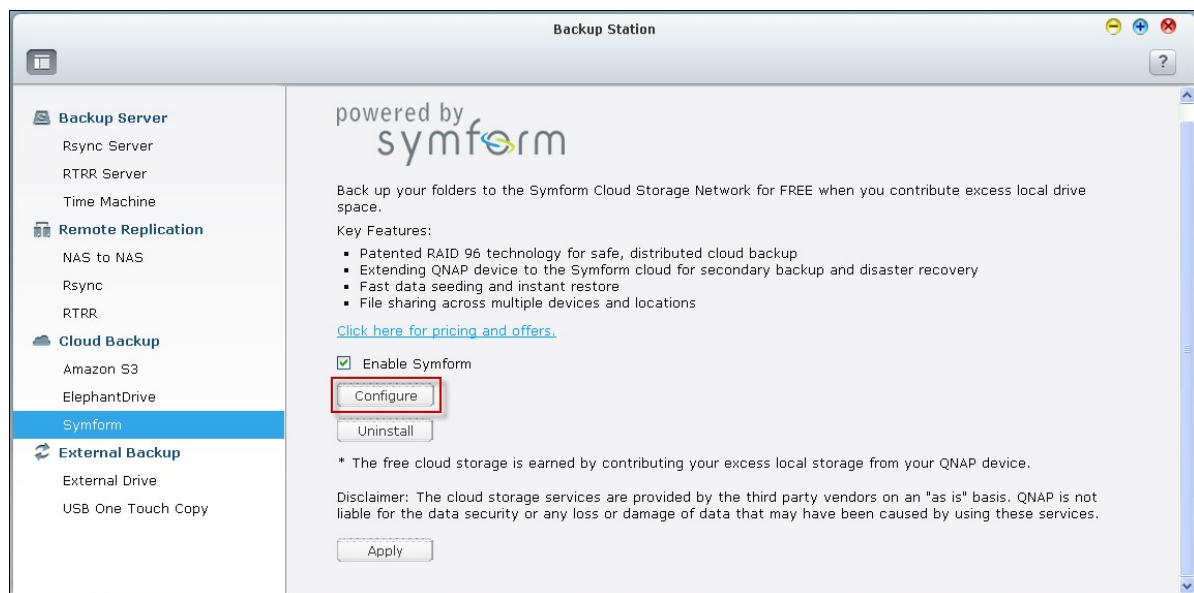 Backup Station
?
Backup Server
Rsync Server
RTRR Server
Time Machine
Remote Replication
NAS to NAS
Rsync
RTRR
Cloud Backup
Amazon S3
ElephantDrive
Symform
External Backup
External Drive
USB One Touch Copy
powered by
symform
Back up your folders to the Symform Cloud Storage Network for FREE when you contribute excess local drive
space.
Key Features:
▪ Patented RAID 96 technology for safe, distributed cloud backup
▪ Extending QNAP device to the Symform cloud for secondary backup and disaster recovery
▪ Fast data seeding and instant restore
▪ File sharing across multiple devices and locations
Click here for pricing and offers.
Enable Symform
Configure
Uninstall
* The free cloud storage is earned by contributing your excess local storage from your QNAP device.
Disclaimer: The cloud storage services are provided by the third party vendors on an "as is" basis. QNAP is not
liable for the data security or any loss or damage of data that may have been caused by using these services.
Apply